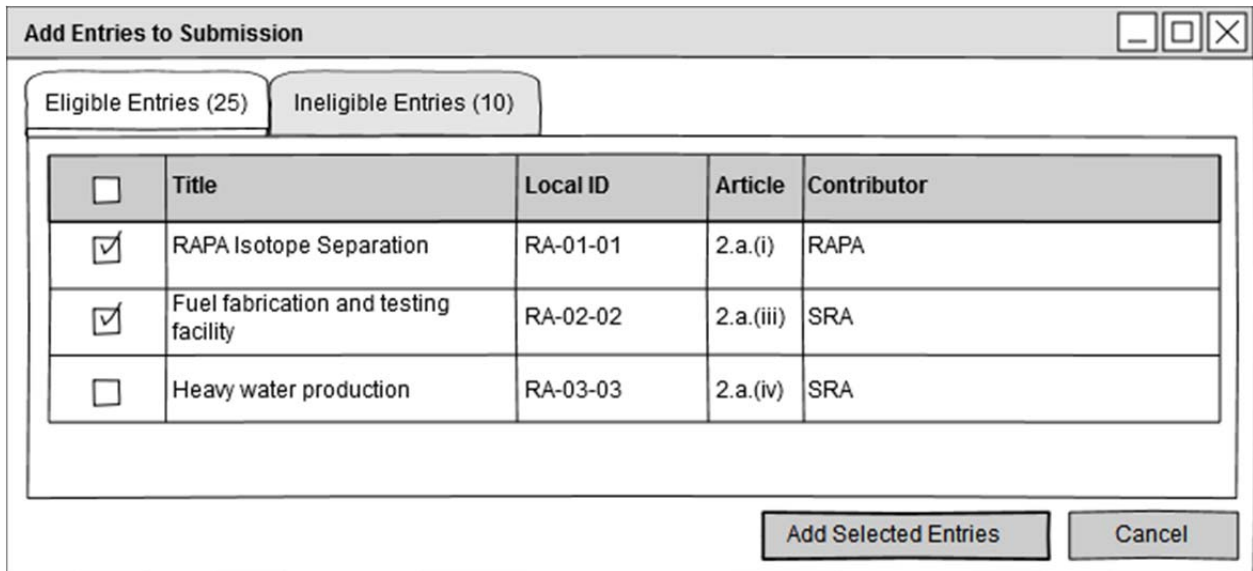 Add Entries to Submission
Eligible Entries (25) Ineligible Entries (10)
Title Local ID Article Contributor
RAPA Isotope Separation RA-01-01 2.a.(i) RAPA
Fuel fabrication and testing
facility RA-02-02 2.a.(iii) SRA
Heavy water production RA-03-03 2.a.(iv) SRA
Add Selected Entries Cancel